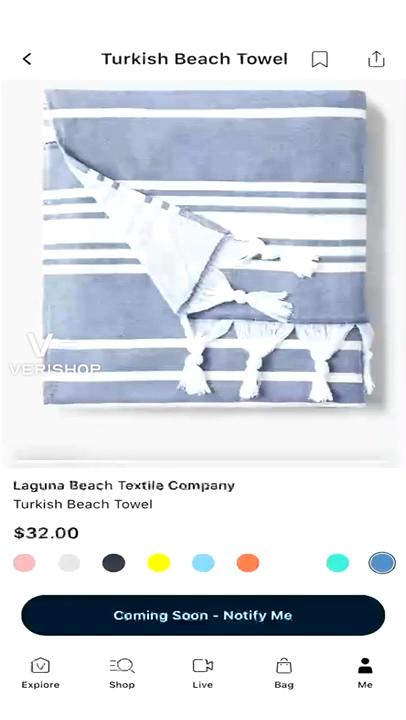 Turkish Beach Towel
V
VERISHOP
Laguna Beach Textile Company
Turkish Beach Towel
$32.00
Coming Soon - Notify Me
Explore
Shop
Live
Bag
Me